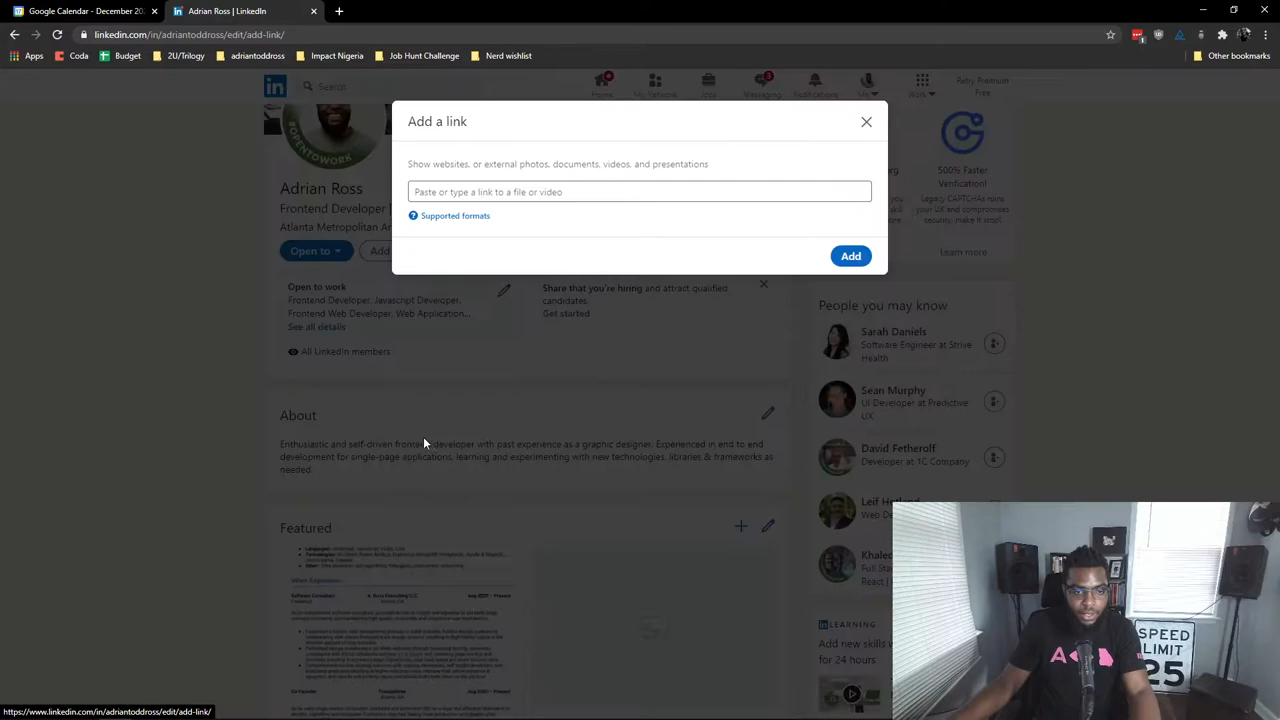 Google Calendar - December 202
Adrian Ross | LinkedIn
linkedin.com/in/adriantoddross/edit/add-link/
Apps
Coda
Budget
2U/Trilogy
adriantoddross
Impact Nigeria
Job Hunt Challenge
Nerd wishlist
Other bookmarks
Search
Home
My Network
Jobs
Messaging
3
Notifications
Me
Work
Retry Premium
Free
#OPENTOWORK
Adrian Ross
Frontend Developer |
Atlanta Metropolitan Ar
Open to
Add
Add a link
Show websites, or external photos, documents, videos, and presentations
Paste or type a link to a file or video
Supported formats
Add
500% Faster
Verification!
Legacy CAPTCHAs ruins
your UX and compromises
security, make it stop!
Learn more
Open to work
Frontend Developer, Javascript Developer,
Frontend Web Developer, Web Application...
See all details
All LinkedIn members
Share that you're hiring and attract qualified
candidates.
Get started
About
Enthusiastic and self-driven frontend developer with past experience as a graphic designer. Experienced in end to end
development for single-page applications, learning and experimenting with new technologies, libraries & frameworks as
needed.
Featured
People you may know
Sarah Daniels
Software Engineer at Strive
Health
Sean Murphy
UI Developer at Predictive
UX
David Fetherolf
Developer at 1C Company
Leif
Web De
Khaled
Full Sta
React |
LEARNING
Add new skills
for 24 hours
SPEED
LIMIT
25
https://www.linkedin.com/in/adriantoddross/edit/add-link/